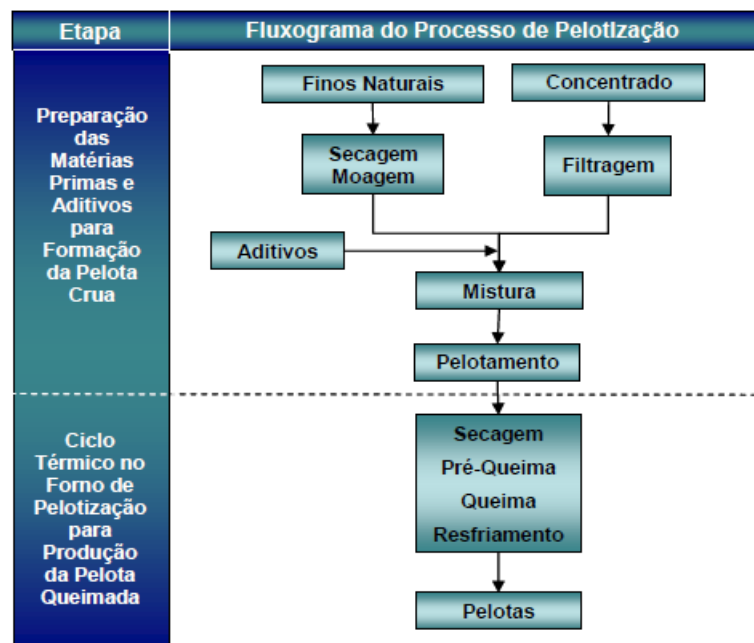 Etapa
Fluxograma do Processo de Pelotização
Preparação
das
Matérias
Primas e
Aditivos
para
Formação
da Pelota
Crua
Finos Naturais
Concentrado
Secagem
Moagem
Filtragem
Aditivos
Mistura
Pelotamento
Ciclo
Térmico no
Forno de
Pelotização
para
Produção
da Pelota
Queimada
Secagem
Pré-Queima
Queima
Resfriamento
Pelotas